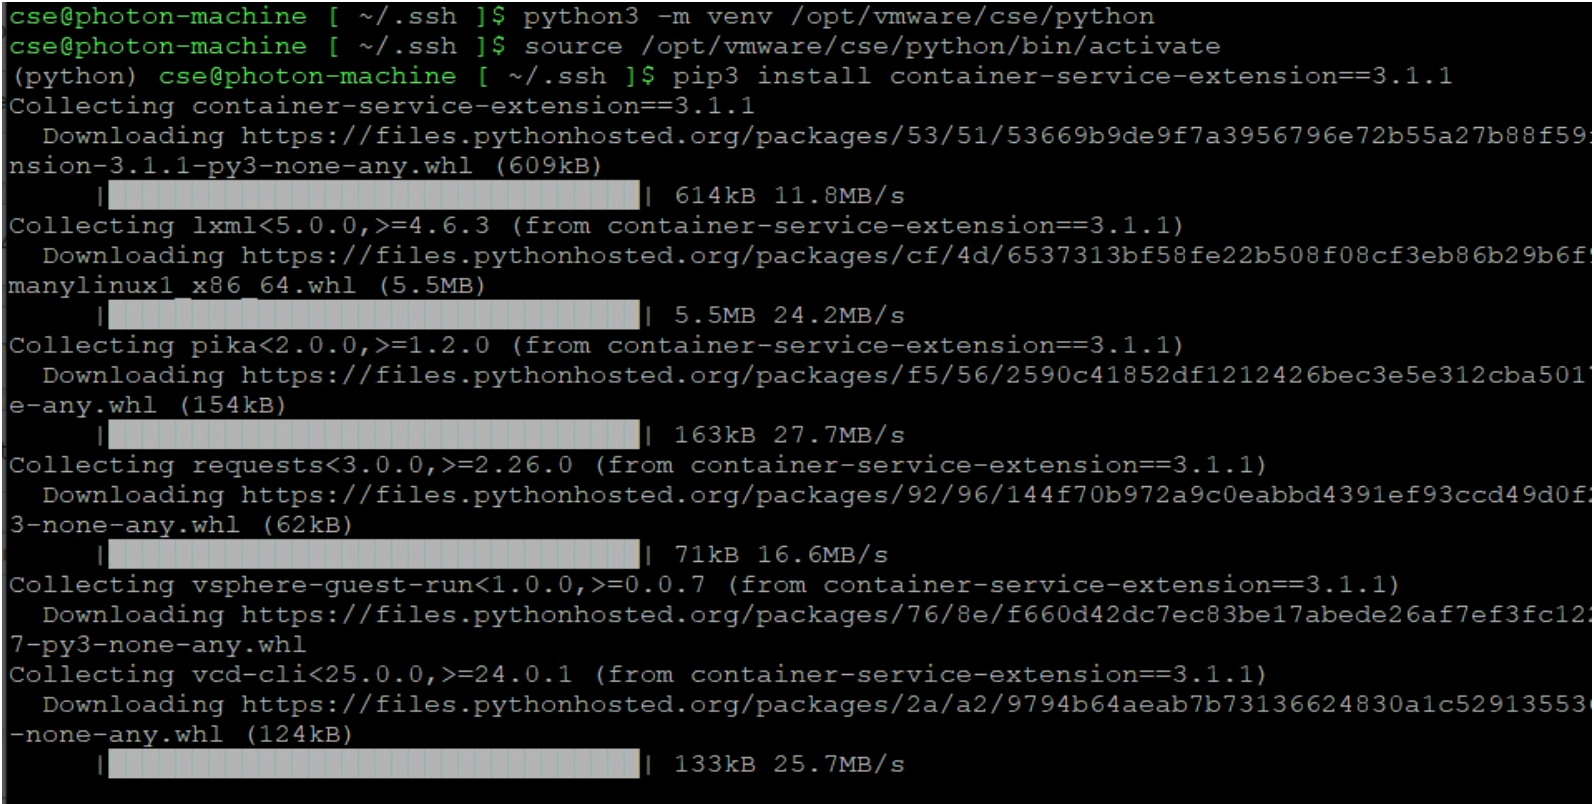 cse@photon-machine [ ~/.ssh ]$ python3 -m venv /opt/vmware/cse/python
cse@photon-machine [ ~/.ssh ]$ source /opt/vmware/cse/python/bin/activate
(python) cse@photon-machine [ ~/.ssh ]$ pip3 install container-service-extension==3.1.1
Collecting container-service-extension==3.1.1
  Downloading https://files.pythonhosted.org/packages/53/51/53669b9de9f7a3956796e72b55a27b88f59
nsion-3.1.1-py3-none-any.whl (609kB)
     |████████████████████████████████| 614kB 11.8MB/s
Collecting lxml<5.0.0,>=4.6.3 (from container-service-extension==3.1.1)
  Downloading https://files.pythonhosted.org/packages/cf/4d/6537313bf58fe22b508f08cf3eb86b29b6f9
manylinux1_x86_64.whl (5.5MB)
     |████████████████████████████████| 5.5MB 24.2MB/s
Collecting pika<2.0.0,>=1.2.0 (from container-service-extension==3.1.1)
  Downloading https://files.pythonhosted.org/packages/f5/56/2590c41852df1212426bec3e5e312cba5017
e-any.whl (154kB)
     |████████████████████████████████| 163kB 27.7MB/s
Collecting requests<3.0.0,>=2.26.0 (from container-service-extension==3.1.1)
  Downloading https://files.pythonhosted.org/packages/92/96/144f70b972a9c0eabbd4391ef93ccd49d0f2
3-none-any.whl (62kB)
     |████████████████████████████████| 71kB 16.6MB/s
Collecting vsphere-guest-run<1.0.0,>=0.0.7 (from container-service-extension==3.1.1)
  Downloading https://files.pythonhosted.org/packages/76/8e/f660d42dc7ec83be17abede26af7ef3fc122
7-py3-none-any.whl
Collecting vcd-cli<25.0.0,>=24.0.1 (from container-service-extension==3.1.1)
  Downloading https://files.pythonhosted.org/packages/2a/a2/9794b64aeab7b73136624830a1c52913553
-none-any.whl (124kB)
     |████████████████████████████████| 133kB 25.7MB/s